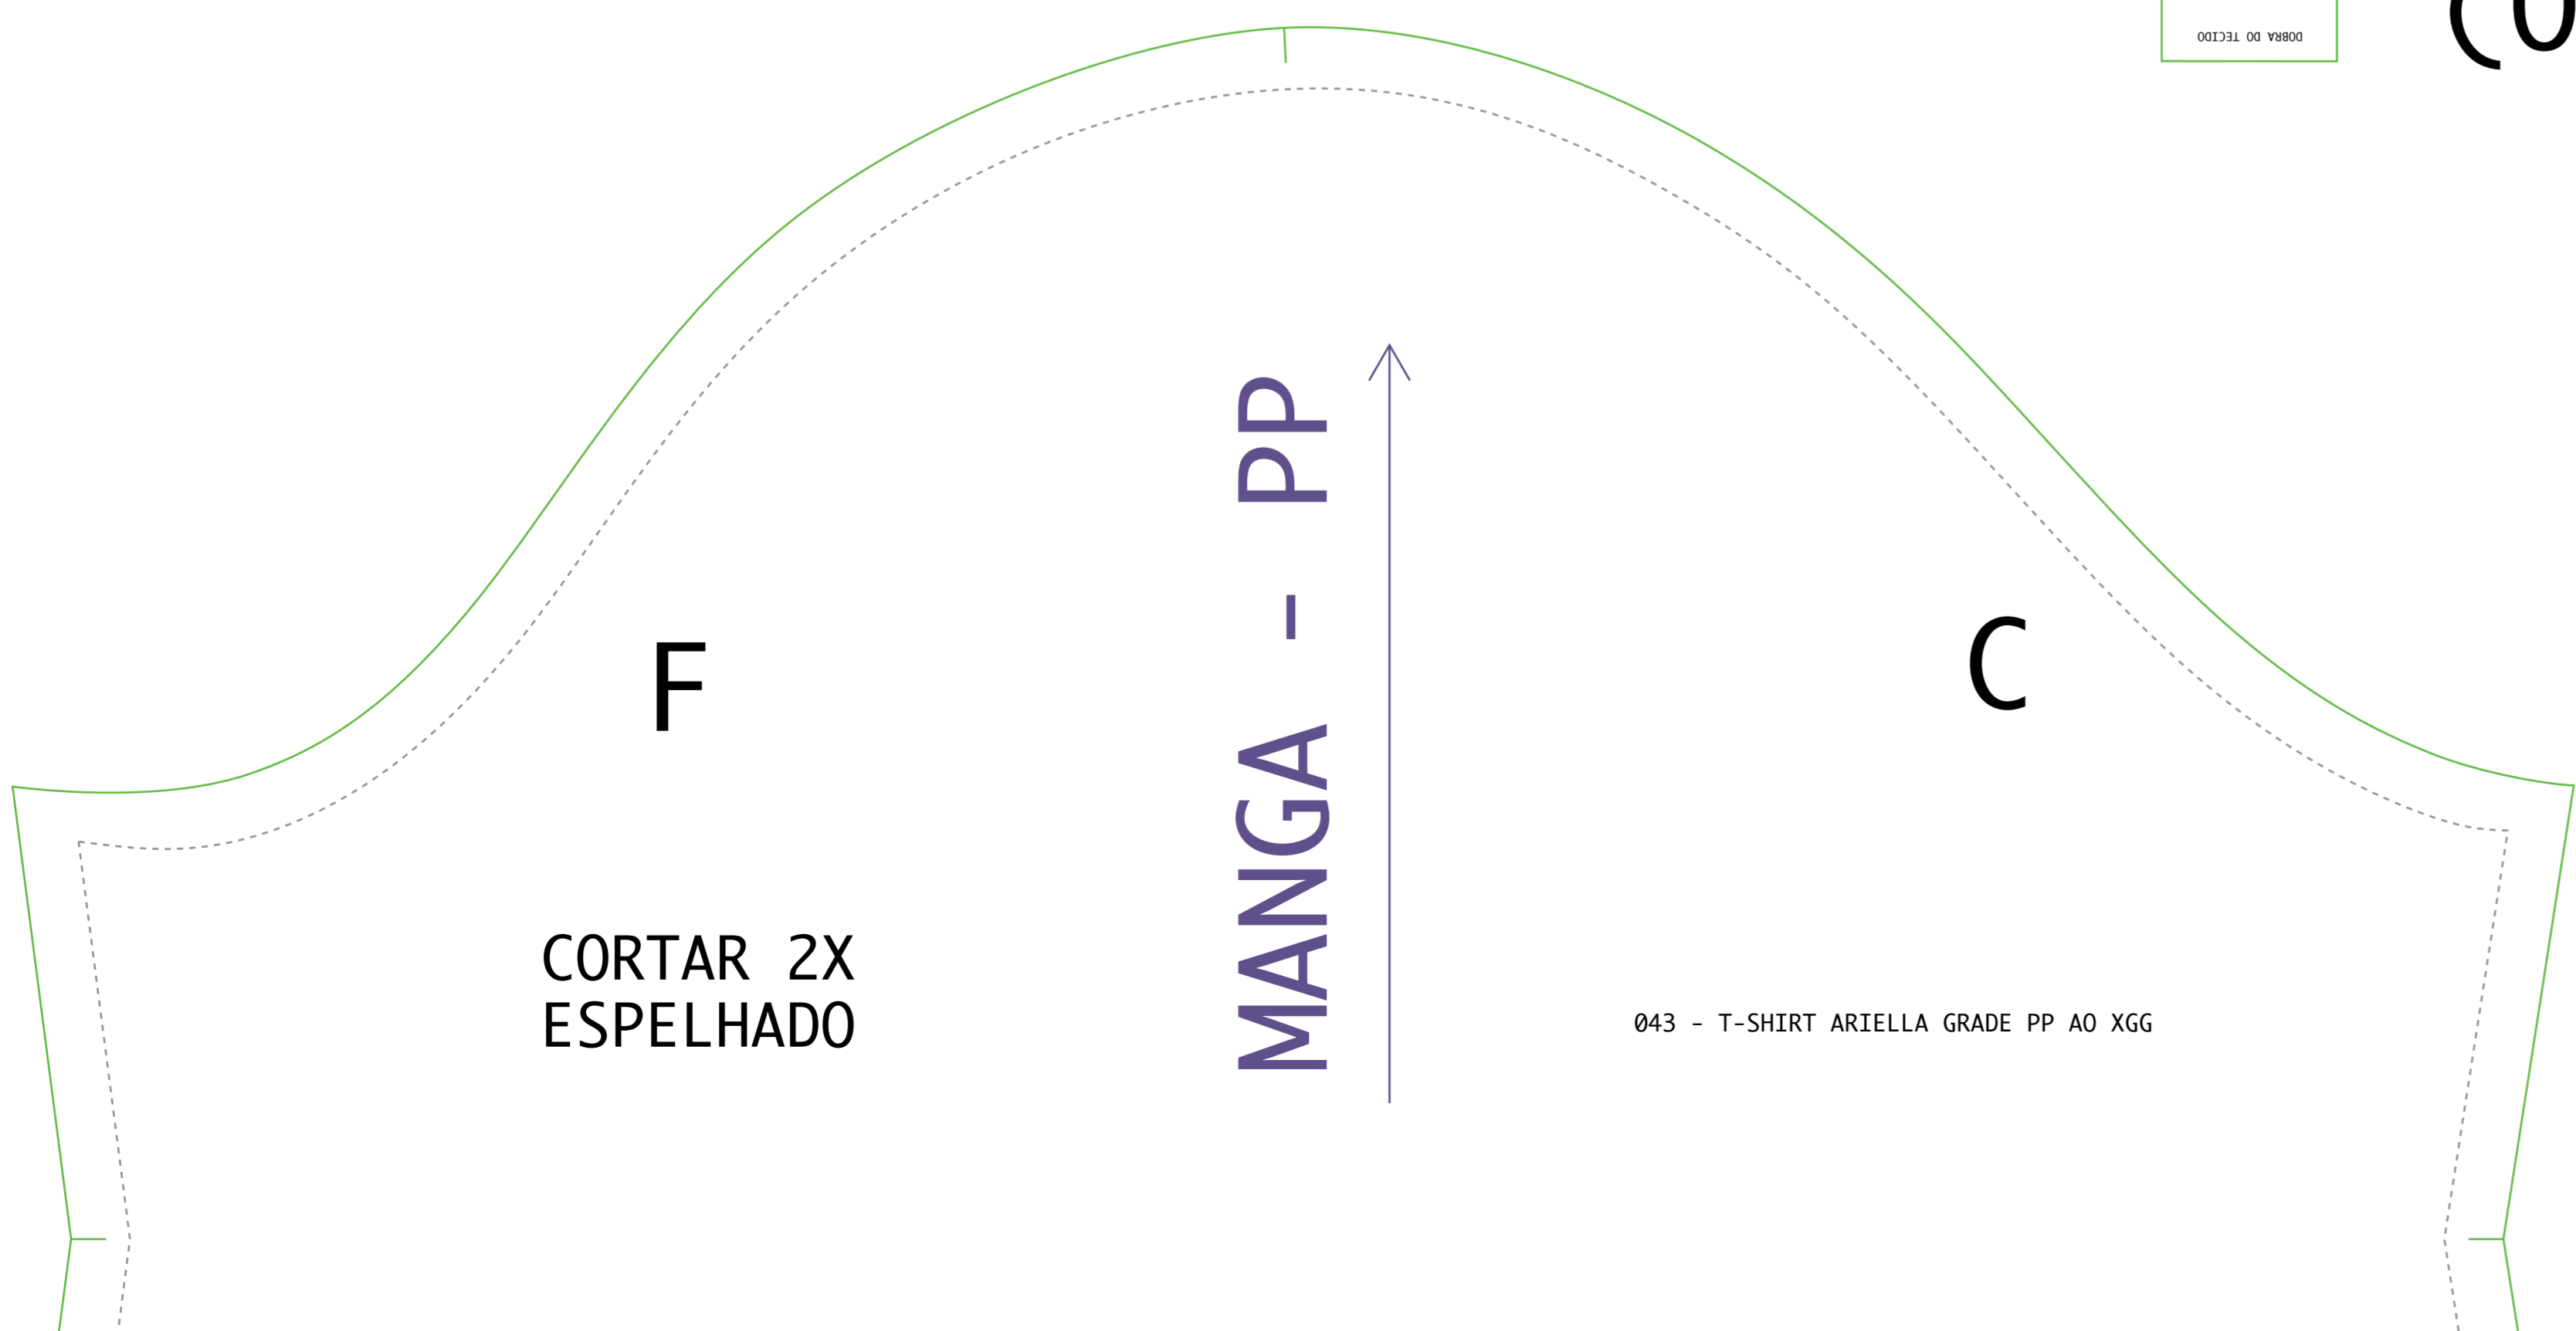 DOBRA DO TECIDO
F
C
MANGA - PP
CORTAR 2X
ESPELHADO
043 - T-SHIRT ARIELLA GRADE PP AO XGG